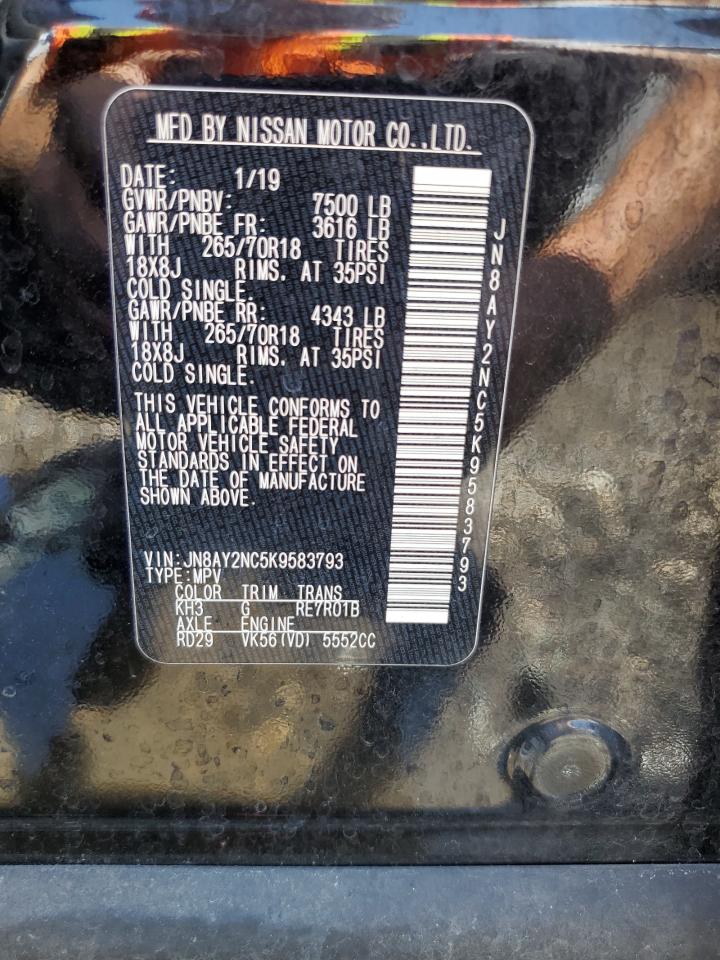 MFD BY NISSAN MOTOR CO.,LTD.
DATE: 1/19
GVWR/PNBV: 7500 LB
GAWR/PNBE FR: 3616 LB
WITH 265/70R18 TIRES
18X8J RIMS, AT 35PSI
COLD SINGLE.
GAWR/PNBE RR: 4343 LB
WITH 265/70R18 TIRES
18X8J RIMS, AT 35PSI
COLD SINGLE.
THIS VEHICLE CONFORMS TO
ALL APPLICABLE FEDERAL
MOTOR VEHICLE SAFETY
STANDARDS IN EFFECT ON
THE DATE OF MANUFACTURE
SHOWN ABOVE.
VIN:JN8AY2NC5K9583793
TYPE:MPV
COLOR TRIM TRANS
KH3 G RE7R01B
AXLE ENGINE
RD29 VK56(VD) 5552CC
JN8AY2NC5K9583793